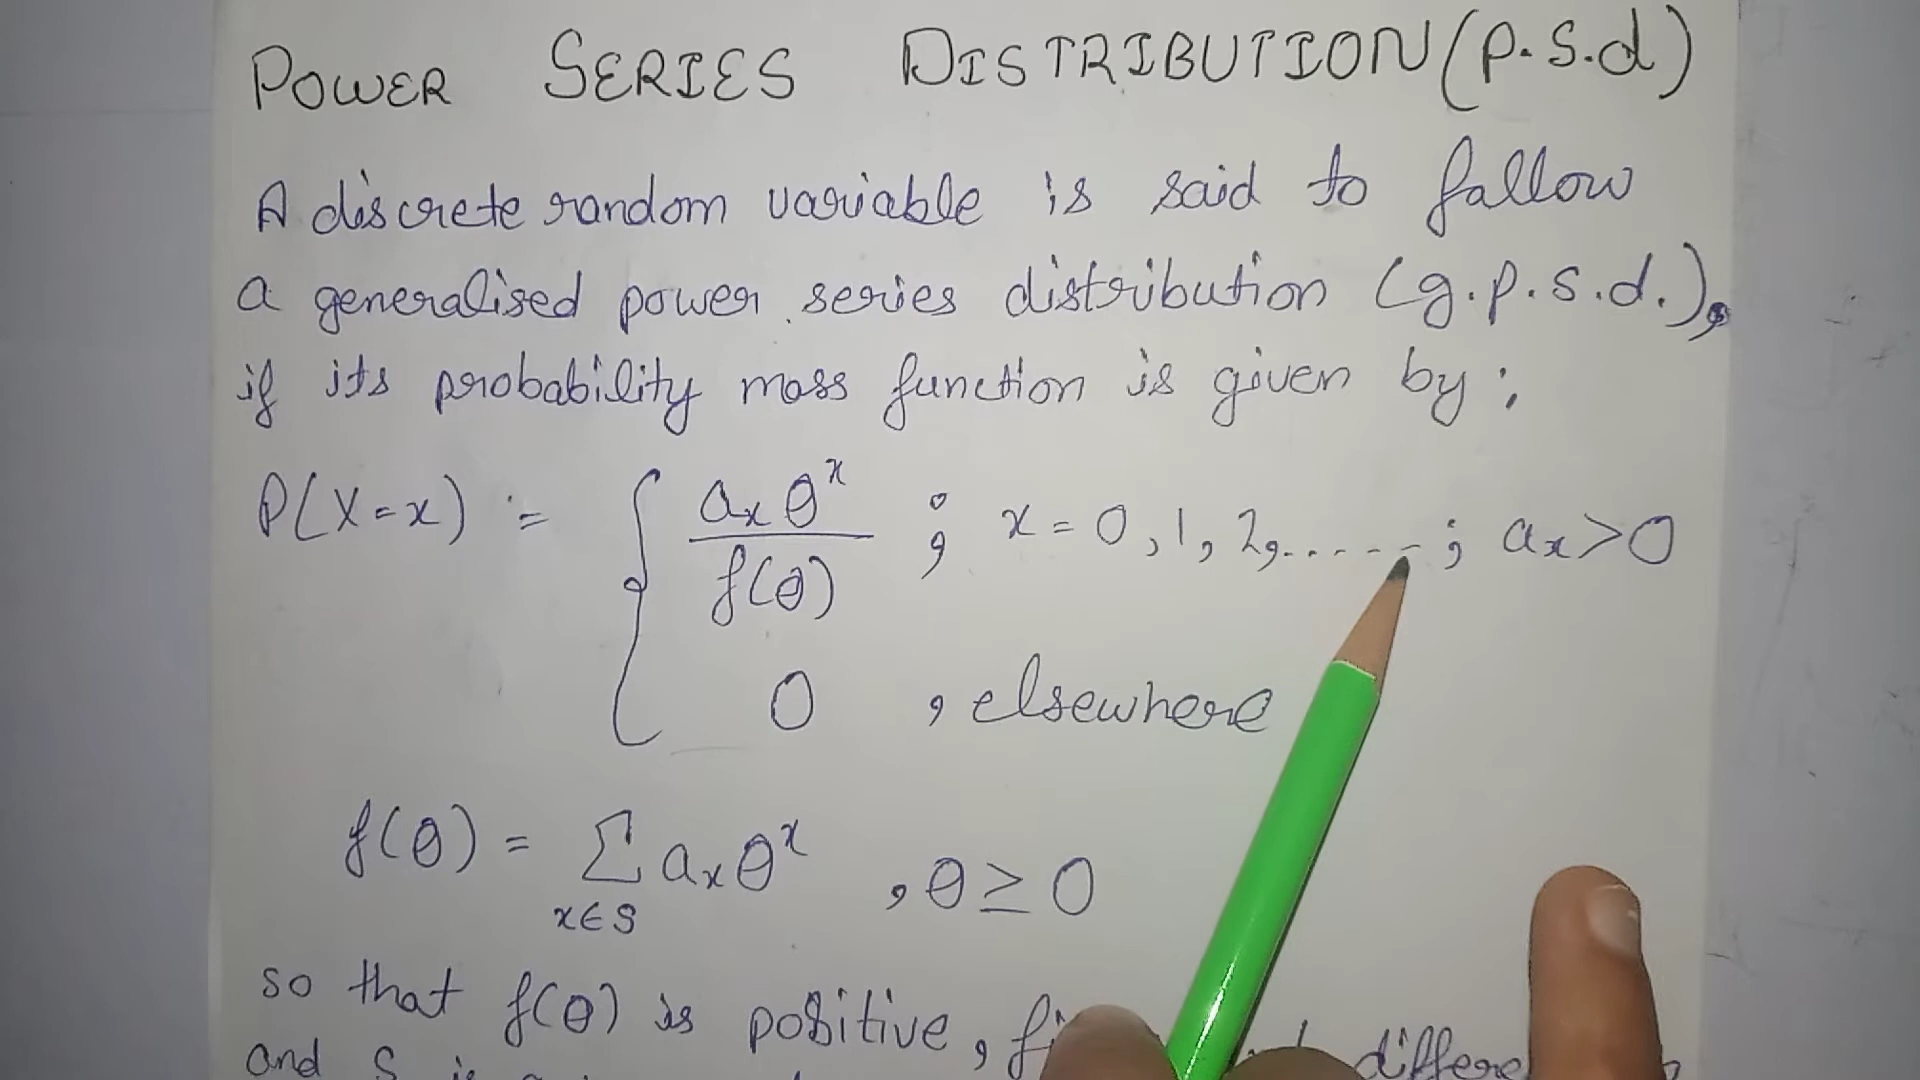 POWER SERIES DISTRIBUTION (p.s.d)
A discrete random variable is said to fallow
a generalised power series distribution (g.p.s.d.),
if its probability mass function is given by:
P(X=x) = { aₓθˣ / f(θ) ; x = 0, 1, 2, ...... ; aₓ > 0
0 , elsewhere
f(θ) = Σ aₓθˣ , θ ≥ 0
x∈S
so that f(θ) is positive,
and S is